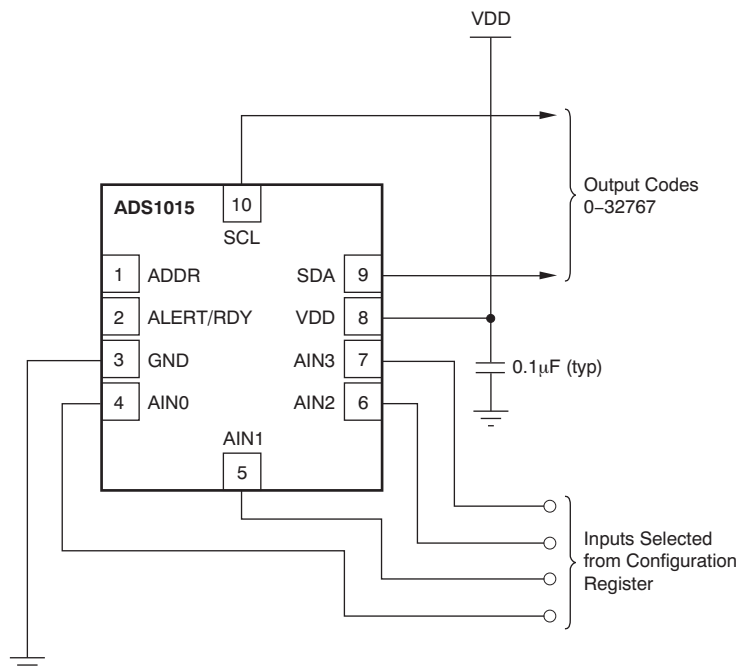 VDD
Output Codes
0–32767
ADS1015
10
SCL
1 ADDR
SDA 9
2 ALERT/RDY
VDD 8
3 GND
AIN3 7
0.1μF (typ)
4 AIN0
AIN2 6
AIN1
5
Inputs Selected
from Configuration
Register